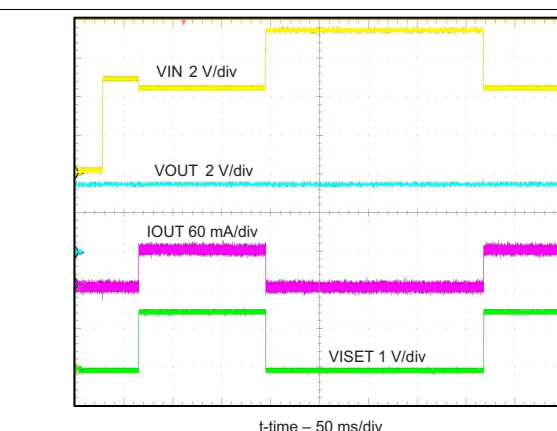 VIN 2 V/div
VOUT 2 V/div
IOUT 60 mA/div
VISET 1 V/div
t-time – 50 ms/div